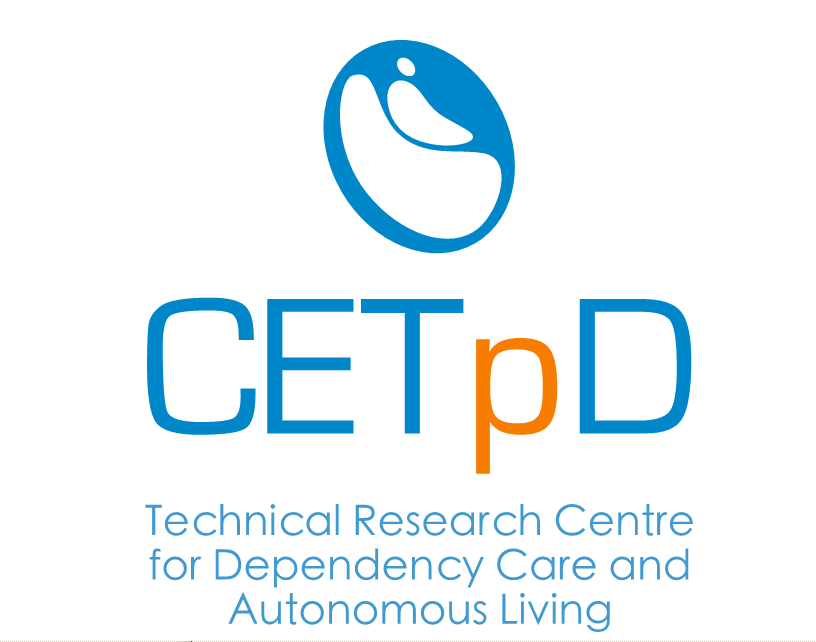 CETpD
Technical Research Centre
for Dependency Care and
Autonomous Living